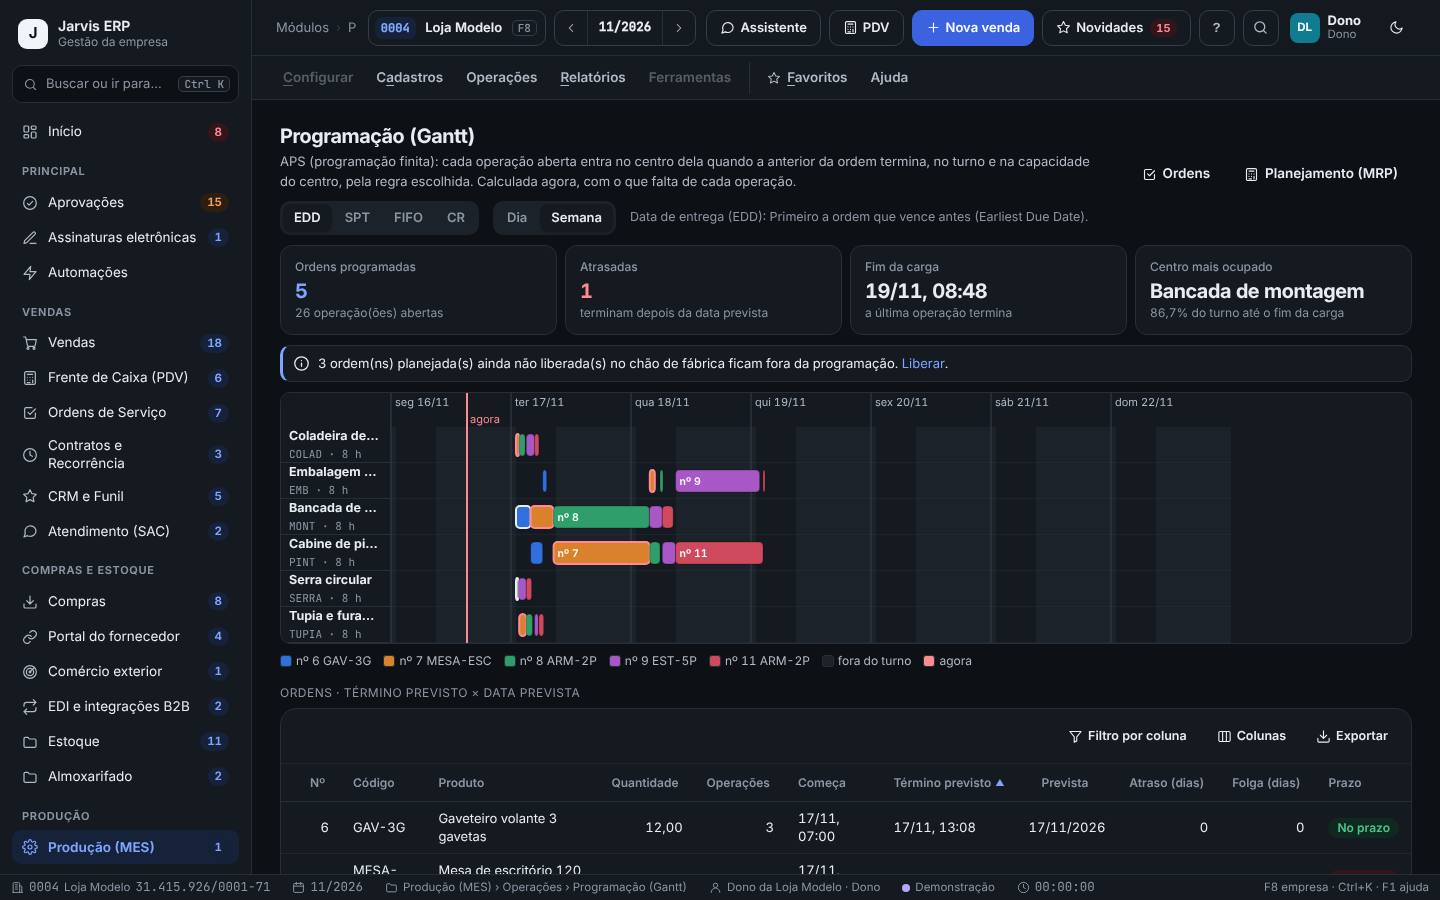 J
Jarvis ERP
Gestão da empresa
Buscar ou ir para...
Ctrl K
Início 8
PRINCIPAL
Aprovações 15
Assinaturas eletrônicas 1
Automações
VENDAS
Vendas 18
Frente de Caixa (PDV) 6
Ordens de Serviço 7
Contratos e Recorrência 3
CRM e Funil 5
Atendimento (SAC) 2
COMPRAS E ESTOQUE
Compras 8
Portal do fornecedor 4
Comércio exterior 1
EDI e integrações B2B 2
Estoque 11
Almoxarifado 2
PRODUÇÃO
Produção (MES) 1
Módulos › P
0004 Loja Modelo F8
11/2026
Assistente
PDV
Nova venda
Novidades 15
?
DL
Dono
Dono
Configurar Cadastros Operações Relatórios Ferramentas Favoritos Ajuda
Programação (Gantt)
APS (programação finita): cada operação aberta entra no centro dela quando a anterior da ordem termina, no turno e na capacidade
do centro, pela regra escolhida. Calculada agora, com o que falta de cada operação.
Ordens
Planejamento (MRP)
EDD SPT FIFO CR
Dia Semana
Data de entrega (EDD): Primeiro a ordem que vence antes (Earliest Due Date).
Ordens programadas
5
26 operação(ões) abertas
Atrasadas
1
terminam depois da data prevista
Fim da carga
19/11, 08:48
a última operação termina
Centro mais ocupado
Bancada de montagem
86,7% do turno até o fim da carga
3 ordem(ns) planejada(s) ainda não liberada(s) no chão de fábrica ficam fora da programação. Liberar.
seg 16/11 ter 17/11 qua 18/11 qui 19/11 sex 20/11 sáb 21/11 dom 22/11
agora
Coladeira de...
COLAD · 8 h
Embalagem ...
EMB · 8 h
nº 9
Bancada de ...
MONT · 8 h
nº 8
Cabine de pi...
PINT · 8 h
nº 7
nº 11
Serra circular
SERRA · 8 h
Tupia e fura...
TUPIA · 8 h
nº 6 GAV-3G nº 7 MESA-ESC nº 8 ARM-2P nº 9 EST-5P nº 11 ARM-2P fora do turno agora
ORDENS · TÉRMINO PREVISTO × DATA PREVISTA
Filtro por coluna Colunas Exportar
Nº Código Produto Quantidade Operações Começa Término previsto Prevista Atraso (dias) Folga (dias) Prazo
6 GAV-3G Gaveteiro volante 3 gavetas 12,00 3 17/11, 07:00 17/11, 13:08 17/11/2026 0 0 No prazo
MESA- Mesa de escritório 120 17/11,
0004 Loja Modelo 31.415.926/0001-71 11/2026 Produção (MES) › Operações › Programação (Gantt) Dono da Loja Modelo · Dono Demonstração 00:00:00 F8 empresa · Ctrl+K · F1 ajuda